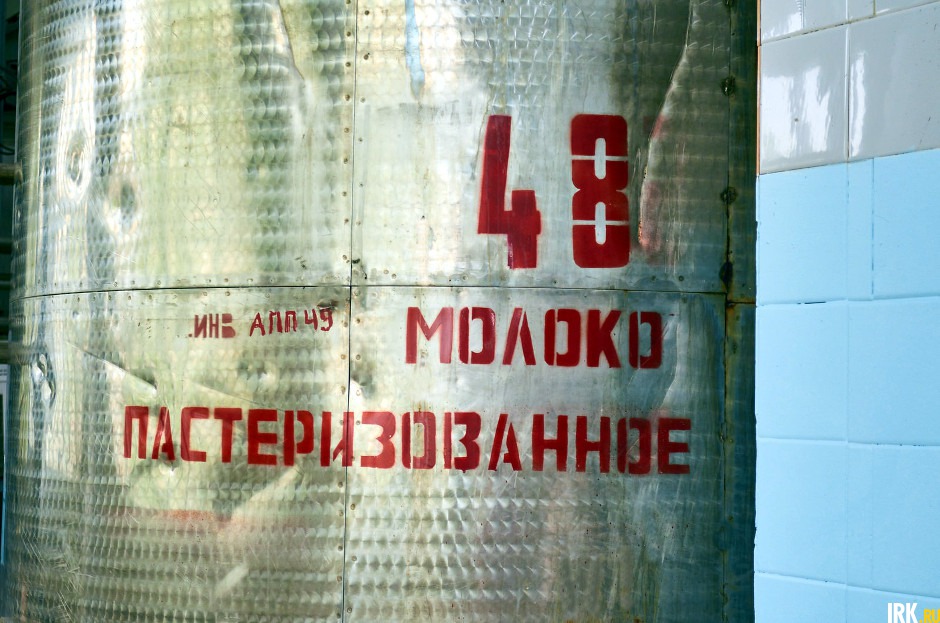 48
.ИНВ АПП 49
МОЛОКО
ПАСТЕРИЗОВАННОЕ
IRK.RU